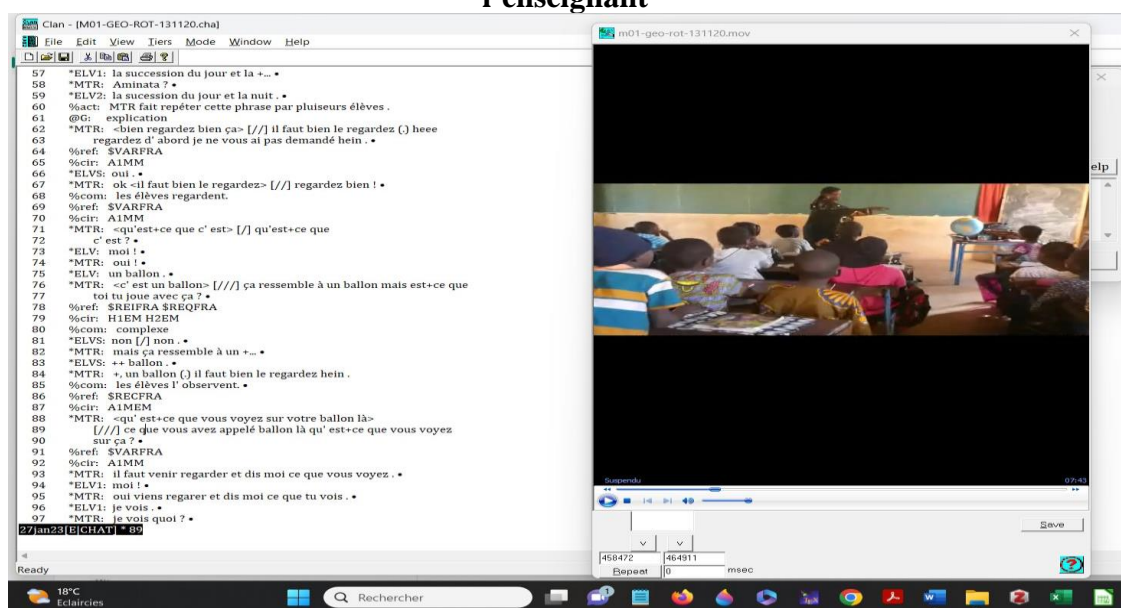 l'enseignant
Clan - [M01-GEO-ROT-131120.cha]
File Edit View Tiers Mode Window Help
57 *ELV1: la succession du jour et la +... •
58 *MTR: Aminata ? •
59 *ELV2: la sucession du jour et la nuit . •
60 %act: MTR fait repéter cette phrase par pluiseurs élèves .
61 @G: explication
62 *MTR: <bien regardez bien ça> [//] il faut bien le regardez (.) heee
63 regardez d' abord je ne vous ai pas demandé hein . •
64 %ref: $VARFRA
65 %cir: A1MM
66 *ELVS: oui . •
67 *MTR: ok <il faut bien le regardez> [//] regardez bien ! •
68 %com: les élèves regardent.
69 %ref: $VARFRA
70 %cir: A1MM
71 *MTR: <qu'est+ce que c' est> [/] qu'est+ce que
72 c' est ? •
73 *ELV: moi ! •
74 *MTR: oui ! •
75 *ELV: un ballon . •
76 *MTR: <c' est un ballon> [///] ça ressemble à un ballon mais est+ce que
77 toi tu joue avec ça ? •
78 %ref: $REIFRA $REQFRA
79 %cir: H1EM H2EM
80 %com: complexe
81 *ELVS: non [/] non . •
82 *MTR: mais ça ressemble à un +... •
83 *ELVS: ++ ballon . •
84 *MTR: +, un ballon (.) il faut bien le regardez hein .
85 %com: les élèves l' observent. •
86 %ref: $RECFRA
87 %cir: A1MEM
88 *MTR: <qu' est+ce que vous voyez sur votre ballon là>
89 [///] ce que vous avez appelé ballon là qu' est+ce que vous voyez
90 sur ça ? •
91 %ref: $VARFRA
92 %cir: A1MM
93 *MTR: il faut venir regarder et dis moi ce que vous voyez . •
94 *ELV1: moi ! •
95 *MTR: oui viens regarer et dis moi ce que tu vois . •
96 *ELV1: je vois . •
97 *MTR: je vois quoi ? •
27jan23[E|CHAT] * 89
Ready
m01-geo-rot-131120.mov
elp
Suspendu 07:43
Save
458472 464911
Repeat 0 msec
18°C
Eclaircies
Rechercher